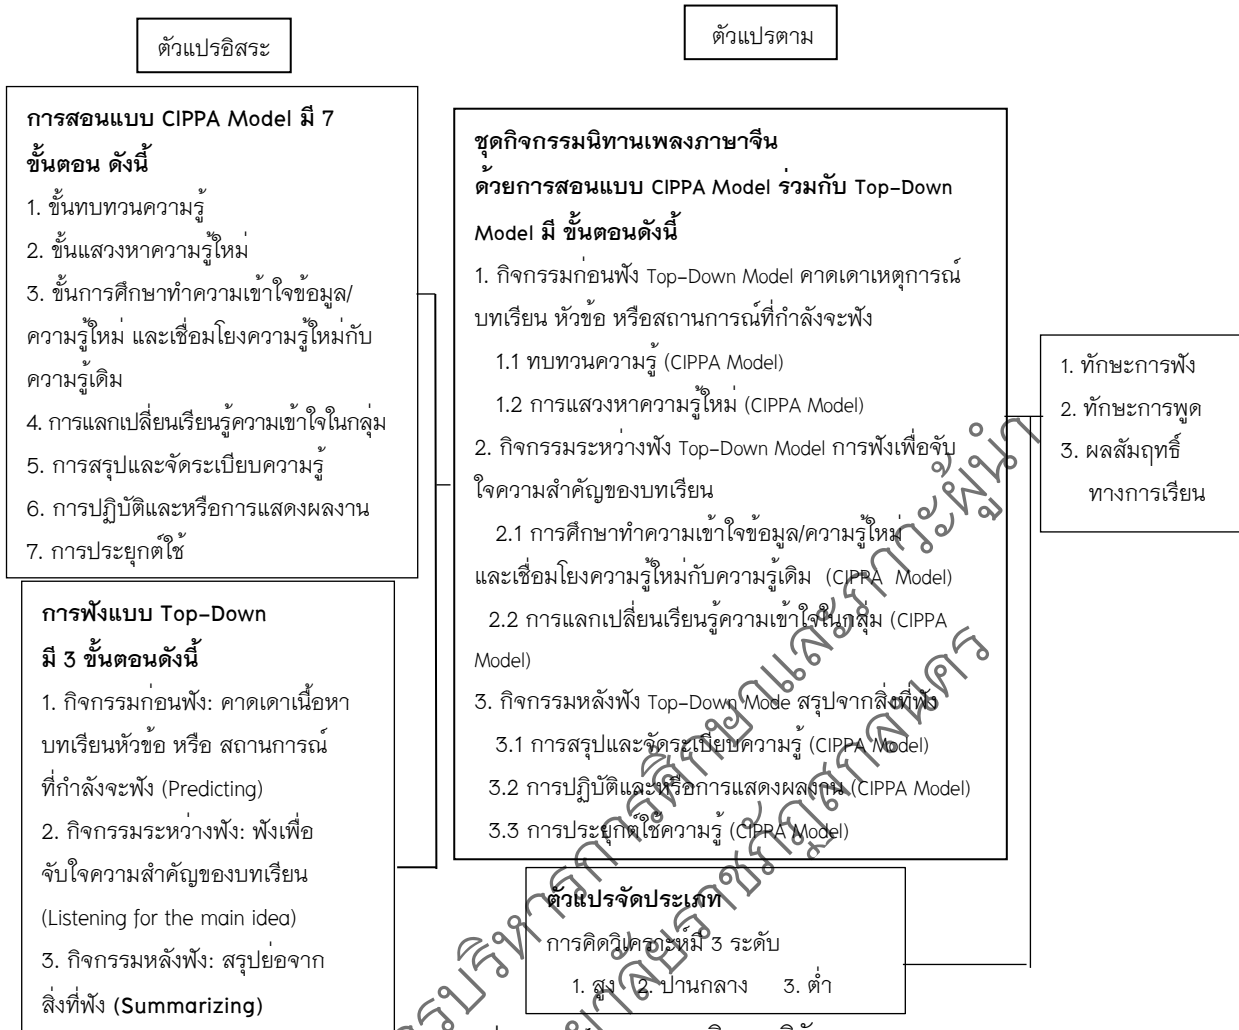 ตัวแปรอิสระ
ตัวแปรตาม
การสอนแบบ CIPPA Model มี 7
ขั้นตอน ดังนี้
1. ขั้นทบทวนความรู้
2. ขั้นแสวงหาความรู้ใหม่
3. ขั้นการศึกษาทำความเข้าใจข้อมูล/
ความรู้ใหม่ และเชื่อมโยงความรู้ใหม่กับ
ความรู้เดิม
4. การแลกเปลี่ยนเรียนรู้ความเข้าใจในกลุ่ม
5. การสรุปและจัดระเบียบความรู้
6. การปฏิบัติและหรือการแสดงผลงาน
7. การประยุกต์ใช้
การฟังแบบ Top-Down
มี 3 ขั้นตอนดังนี้
1. กิจกรรมก่อนฟัง: คาดเดาเนื้อหา
บทเรียนหัวข้อ หรือ สถานการณ์
ที่กำลังจะฟัง (Predicting)
2. กิจกรรมระหว่างฟัง: ฟังเพื่อ
จับใจความสำคัญของบทเรียน
(Listening for the main idea)
3. กิจกรรมหลังฟัง: สรุปย่อจาก
สิ่งที่ฟัง (Summarizing)
ชุดกิจกรรมนิทานเพลงภาษาจีน
ด้วยการสอนแบบ CIPPA Model ร่วมกับ Top-Down
Model มี ขั้นตอนดังนี้
1. กิจกรรมก่อนฟัง Top-Down Model คาดเดาเหตุการณ์
บทเรียน หัวข้อ หรือสถานการณ์ที่กำลังจะฟัง
1.1 ทบทวนความรู้ (CIPPA Model)
1.2 การแสวงหาความรู้ใหม่ (CIPPA Model)
2. กิจกรรมระหว่างฟัง Top-Down Model การฟังเพื่อจับ
ใจความสำคัญของบทเรียน
2.1 การศึกษาทำความเข้าใจข้อมูล/ความรู้ใหม่
และเชื่อมโยงความรู้ใหม่กับความรู้เดิม (CIPPA Model)
2.2 การแลกเปลี่ยนเรียนรู้ความเข้าใจในกลุ่ม (CIPPA
Model)
3. กิจกรรมหลังฟัง Top-Down Mode สรุปจากสิ่งที่ฟัง
3.1 การสรุปและจัดระเบียบความรู้ (CIPPA Model)
3.2 การปฏิบัติและหรือการแสดงผลงาน (CIPPA Model)
3.3 การประยุกต์ใช้ความรู้ (CIPPA Model)
ตัวแปรจัดประเภท
การคิดวิเคราะห์มี 3 ระดับ
1. สูง 2. ปานกลาง 3. ต่ำ
1. ทักษะการฟัง
2. ทักษะการพูด
3. ผลสัมฤทธิ์
ทางการเรียน
รบริหารการศึกษาและภาวะผู้นำ
าลัยราชภัฏสกลนคร